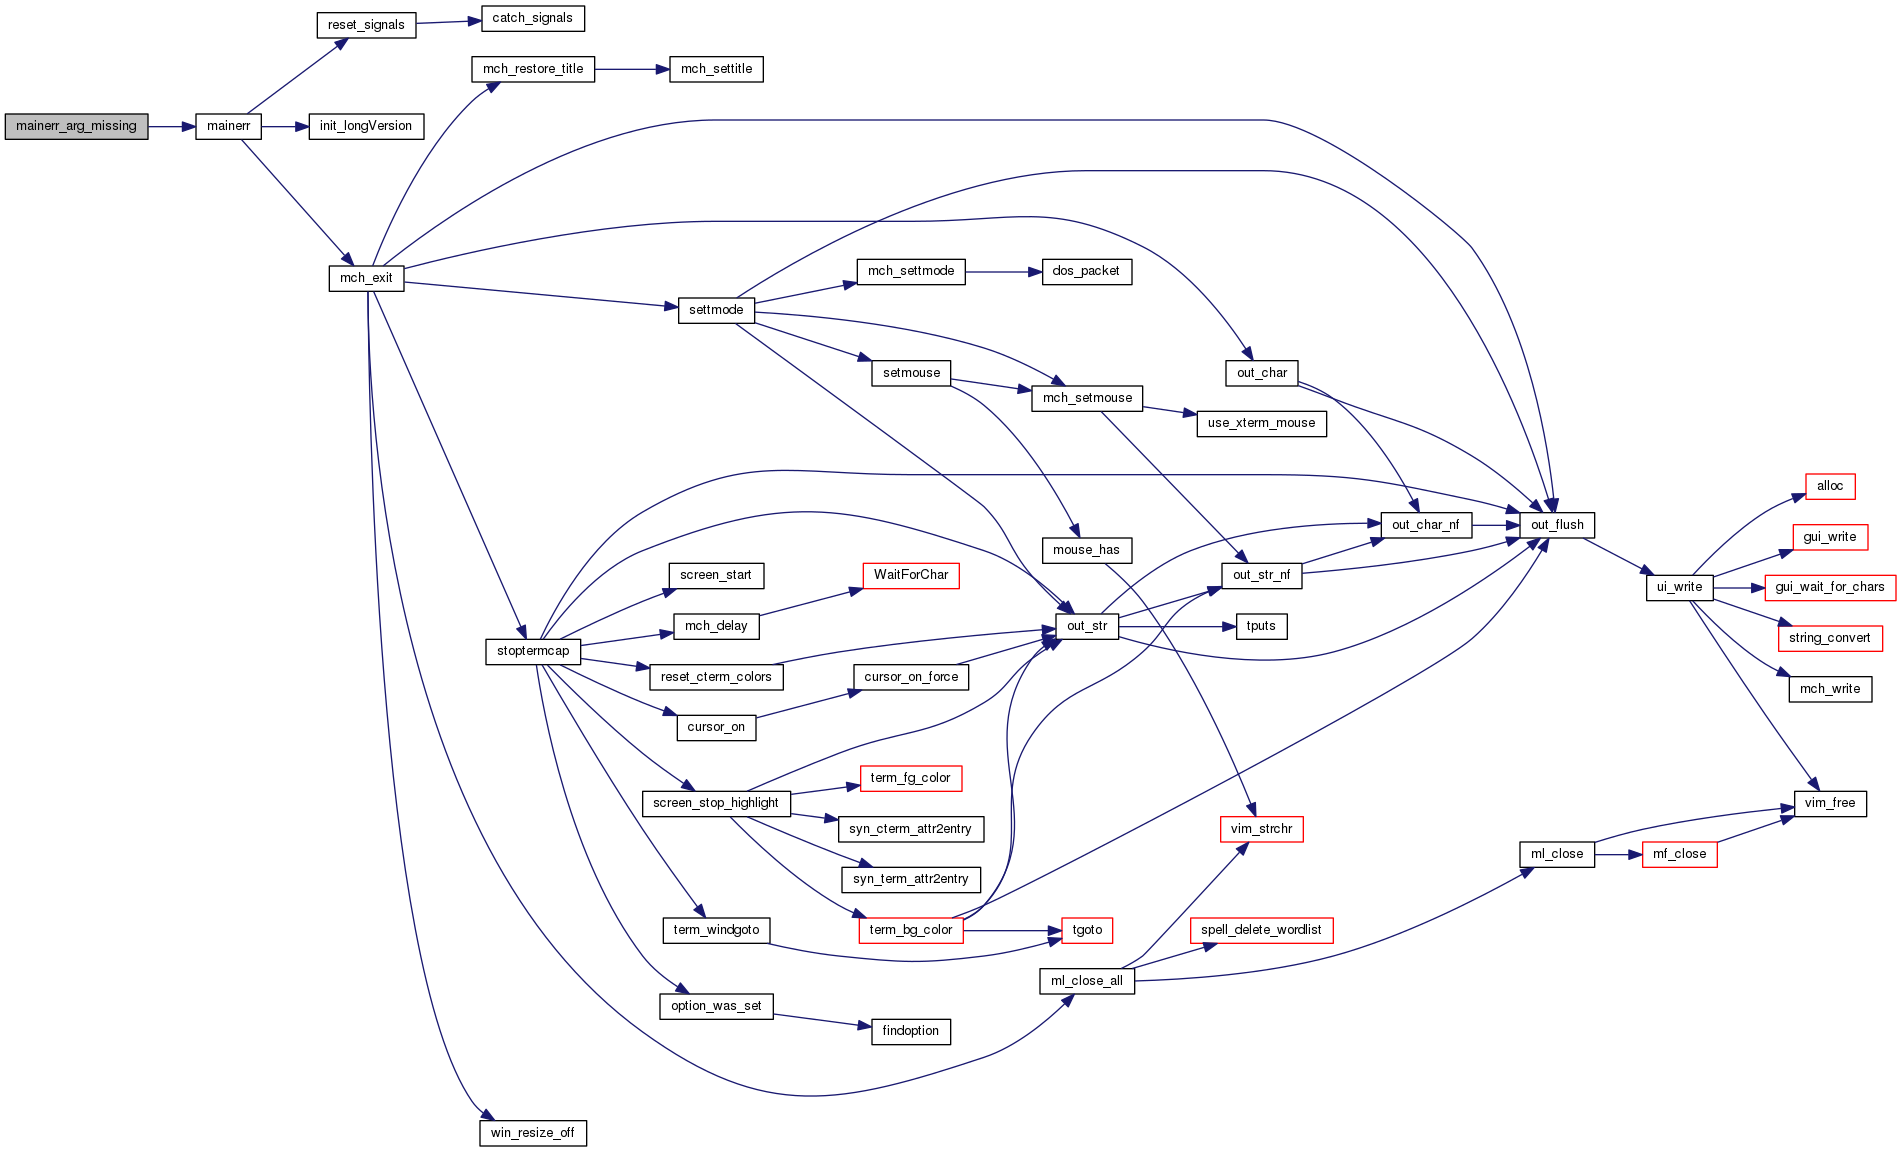 reset_signals
catch_signals
mch_restore_title
mch_settitle
mainerr_arg_missing
mainerr
init_longVersion
mch_exit
settmode
mch_settmode
dos_packet
setmouse
out_char
mch_setmouse
use_xterm_mouse
alloc
out_char_nf
out_flush
gui_write
mouse_has
screen_start
WaitForChar
out_str_nf
ui_write
gui_wait_for_chars
mch_delay
out_str
tputs
string_convert
stoptermcap
reset_cterm_colors
cursor_on_force
mch_write
cursor_on
term_fg_color
screen_stop_highlight
vim_free
syn_cterm_attr2entry
vim_strchr
ml_close
mf_close
syn_term_attr2entry
term_windgoto
term_bg_color
tgoto
spell_delete_wordlist
ml_close_all
option_was_set
findoption
win_resize_off